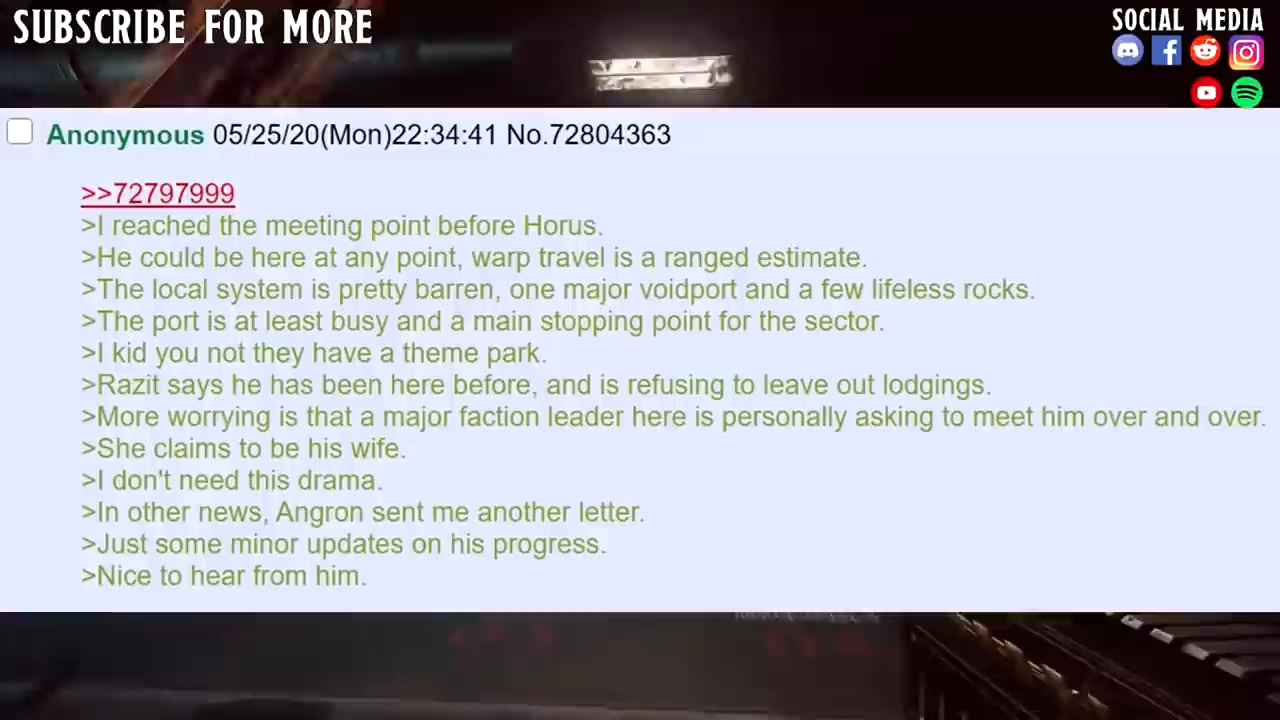 SUBSCRIBE FOR MORE
SOCIAL MEDIA
Anonymous 05/25/20(Mon)22:34:41 No.72804363
>>72797999
>I reached the meeting point before Horus.
>He could be here at any point, warp travel is a ranged estimate.
>The local system is pretty barren, one major voidport and a few lifeless rocks.
>The port is at least busy and a main stopping point for the sector.
>I kid you not they have a theme park.
>Razit says he has been here before, and is refusing to leave out lodgings.
>More worrying is that a major faction leader here is personally asking to meet him over and over.
>She claims to be his wife.
>I don't need this drama.
>In other news, Angron sent me another letter.
>Just some minor updates on his progress.
>Nice to hear from him.